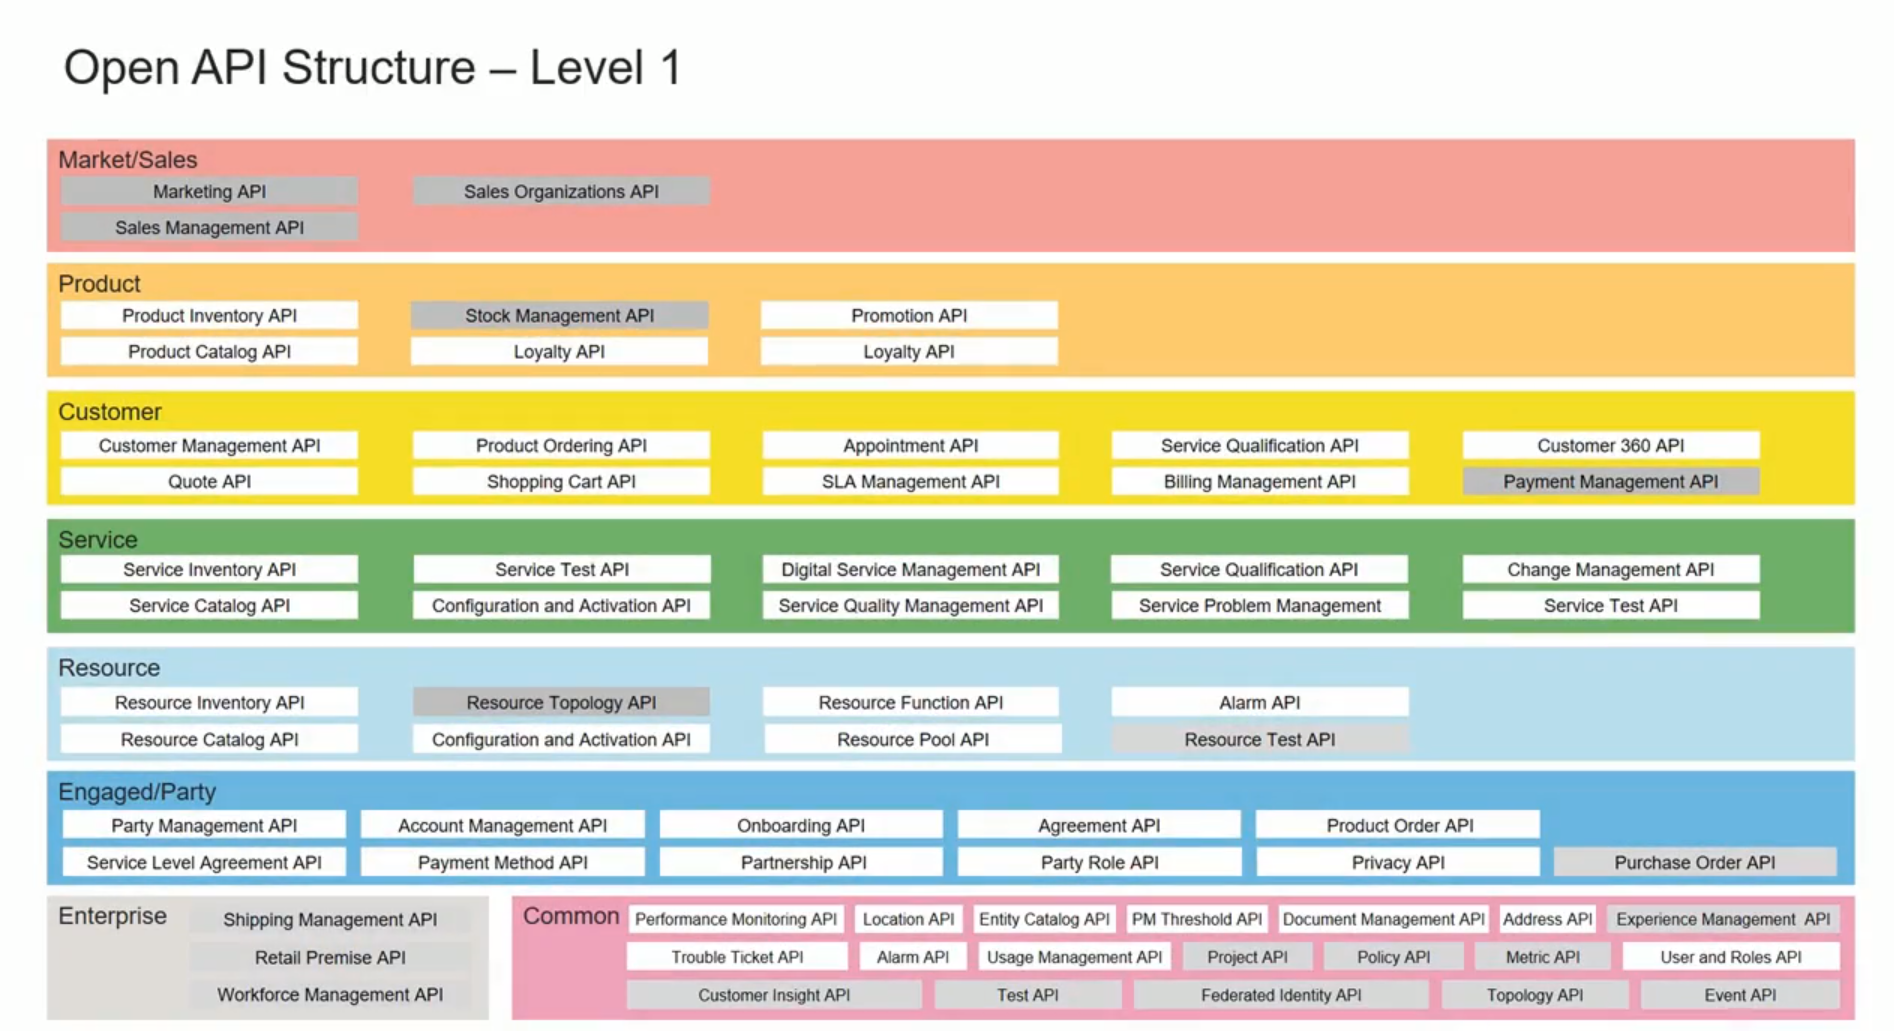 Open API Structure – Level 1
Market/Sales
Marketing API
Sales Organizations API
Sales Management API
Product
Product Inventory API
Stock Management API
Promotion API
Product Catalog API
Loyalty API
Loyalty API
Customer
Customer Management API
Product Ordering API
Appointment API
Service Qualification API
Customer 360 API
Quote API
Shopping Cart API
SLA Management API
Billing Management API
Payment Management API
Service
Service Inventory API
Service Test API
Digital Service Management API
Service Qualification API
Change Management API
Service Catalog API
Configuration and Activation API
Service Quality Management API
Service Problem Management
Service Test API
Resource
Resource Inventory API
Resource Topology API
Resource Function API
Alarm API
Resource Catalog API
Configuration and Activation API
Resource Pool API
Resource Test API
Engaged/Party
Party Management API
Account Management API
Onboarding API
Agreement API
Product Order API
Service Level Agreement API
Payment Method API
Partnership API
Party Role API
Privacy API
Purchase Order API
Enterprise
Shipping Management API
Retail Premise API
Workforce Management API
Common
Performance Monitoring API
Location API
Entity Catalog API
PM Threshold API
Document Management API
Address API
Experience Management API
Trouble Ticket API
Alarm API
Usage Management API
Project API
Policy API
Metric API
User and Roles API
Customer Insight API
Test API
Federated Identity API
Topology API
Event API